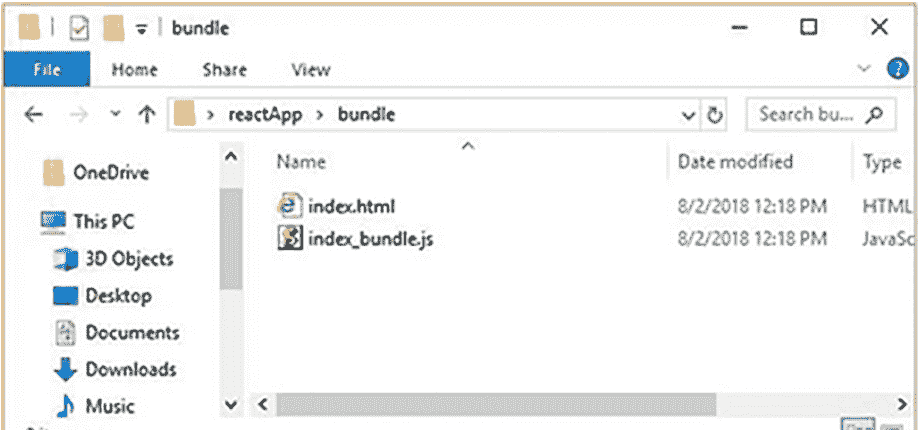 bundle
File Home Share View
reactApp > bundle Search bu...
Name Date modified Type
index.html 8/2/2018 12:18 PM HTML
index_bundle.js 8/2/2018 12:18 PM JavaSc
OneDrive
This PC
3D Objects
Desktop
Documents
Downloads
Music